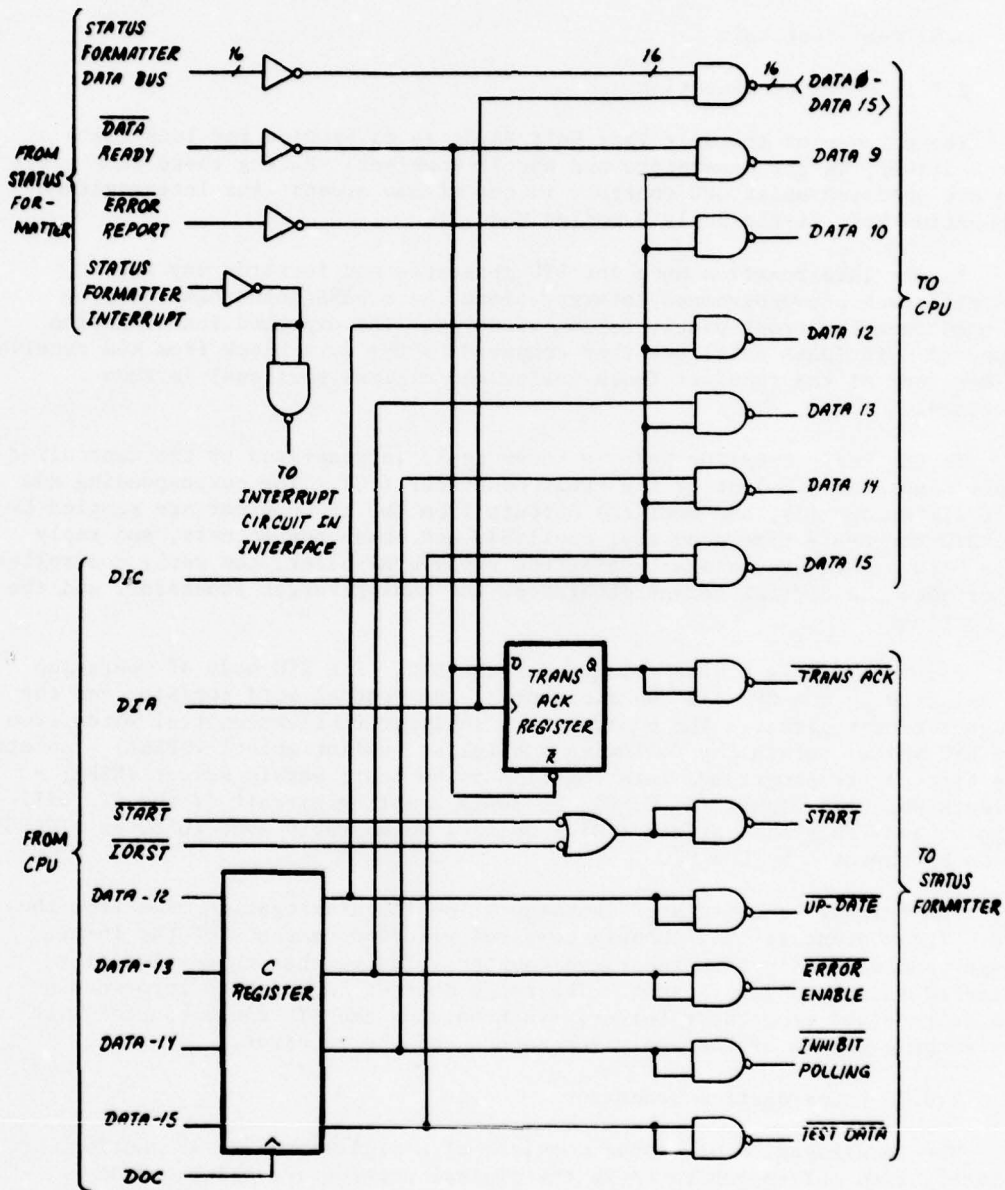 STATUS
FORMATTER
DATA BUS
16
16
16
DATA Ø-
DATA 15
DATA
READY
DATA 9
FROM
STATUS
FOR-
MATTER
ERROR
REPORT
DATA 10
STATUS
FORMATTER
INTERRUPT
TO
CPU
DATA 12
DATA 13
TO
INTERRUPT
CIRCUIT IN
INTERFACE
DATA 14
DIC
DATA 15
D
Q
TRANS
ACK
REGISTER
R
TRANS ACK
DIA
START
IORST
START
FROM
CPU
TO
STATUS
FORMATTER
DATA-12
UP-DATE
DATA-13
C
REGISTER
ERROR
ENABLE
DATA-14
INHIBIT
POLLING
DATA-15
TEST DATA
DOC